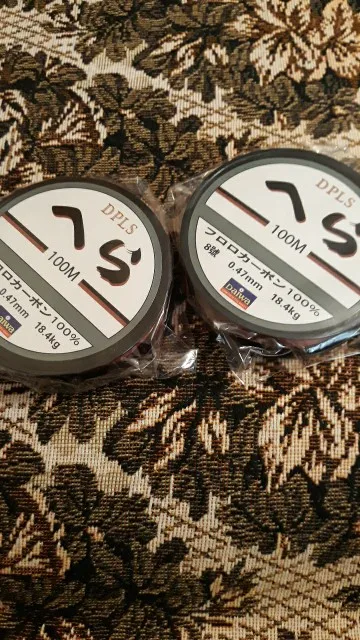 DPLS
へら
100M
フロロカーボン100%
0.47mm 18.4kg
Daiwa
DPLS
へら
100M
フロロカーボン100%
8號 0.47mm 18.4kg
Daiwa